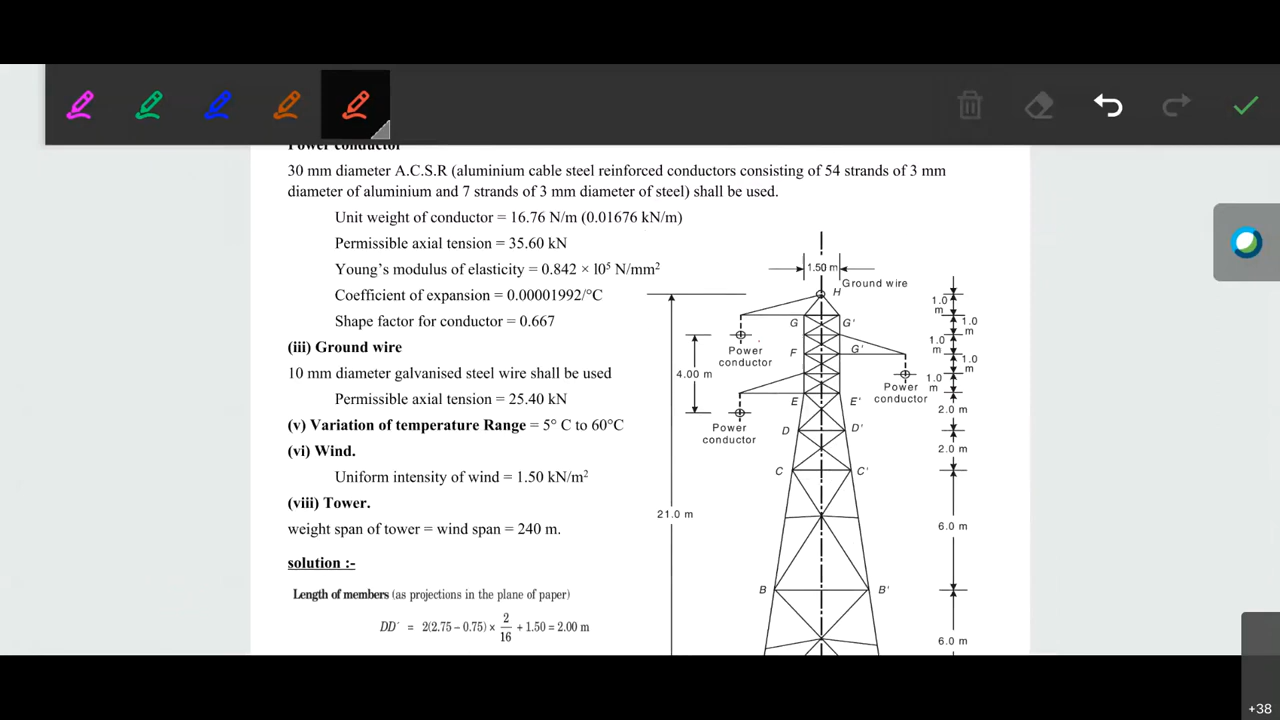 Power conductor
30 mm diameter A.C.S.R (aluminium cable steel reinforced conductors consisting of 54 strands of 3 mm
diameter of aluminium and 7 strands of 3 mm diameter of steel) shall be used.
Unit weight of conductor = 16.76 N/m (0.01676 kN/m)
Permissible axial tension = 35.60 kN
Young's modulus of elasticity = 0.842 × 10⁵ N/mm²
Coefficient of expansion = 0.00001992/°C
Shape factor for conductor = 0.667
(iii) Ground wire
10 mm diameter galvanised steel wire shall be used
Permissible axial tension = 25.40 kN
(v) Variation of temperature Range = 5° C to 60°C
(vi) Wind.
Uniform intensity of wind = 1.50 kN/m²
(viii) Tower.
weight span of tower = wind span = 240 m.
solution :-
Length of members (as projections in the plane of paper)
DD′ = 2(2.75 – 0.75) × 2/16 + 1.50 = 2.00 m
1.50 m
Ground wire
H
1.0 m
G G'
1.0 m
Power conductor
1.0 m
F G'
1.0 m
4.00 m
1.0 m
Power conductor
E E'
2.0 m
Power conductor
D D'
2.0 m
C C'
21.0 m
6.0 m
B B'
6.0 m
+38